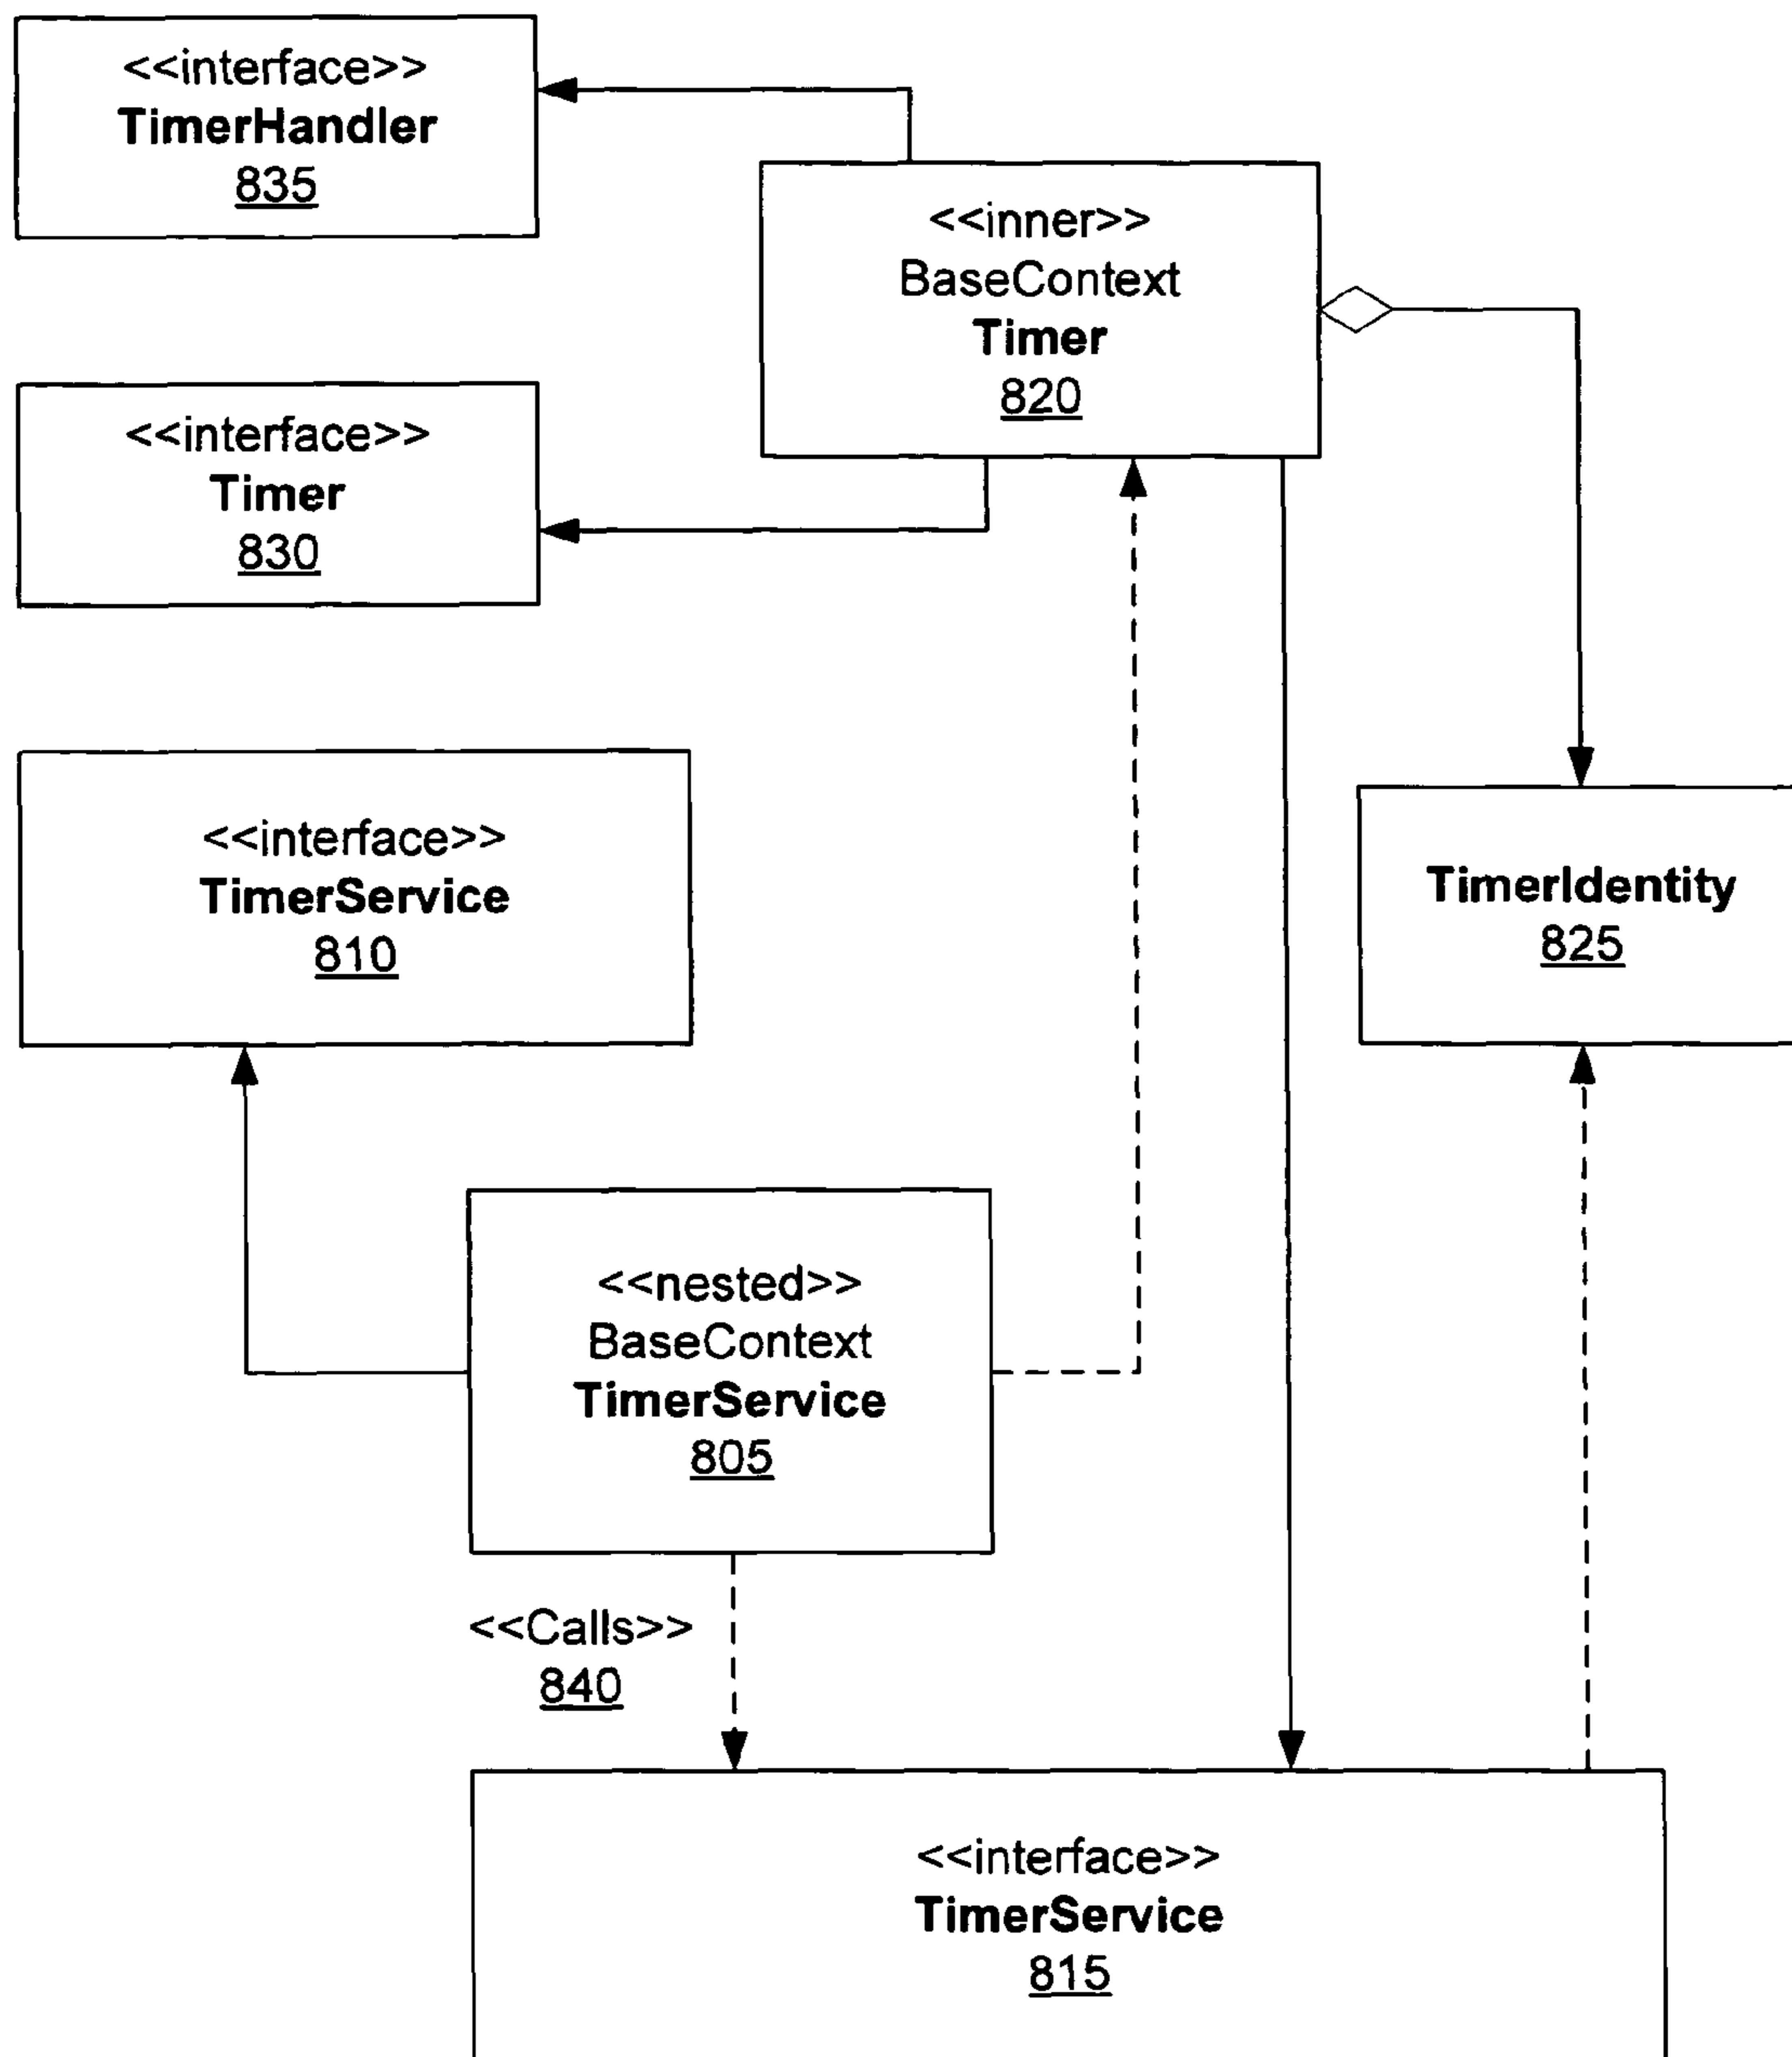 <<interface>>
TimerHandler
835
<<inner>>
BaseContext
Timer
820
<<interface>>
Timer
830
<<interface>>
TimerService
810
TimerIdentity
825
<<nested>>
BaseContext
TimerService
805
<<Calls>>
840
<<interface>>
TimerService
815